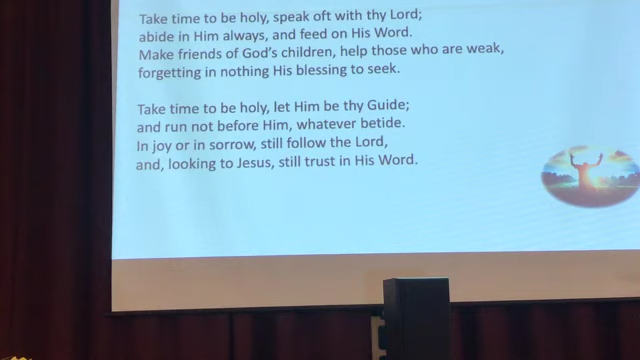 Take time to be holy, speak oft with thy Lord;
abide in Him always, and feed on His Word.
Make friends of God’s children, help those who are weak,
forgetting in nothing His blessing to seek.
Take time to be holy, let Him be thy Guide;
and run not before Him, whatever betide.
In joy or in sorrow, still follow the Lord,
and, looking to Jesus, still trust in His Word.